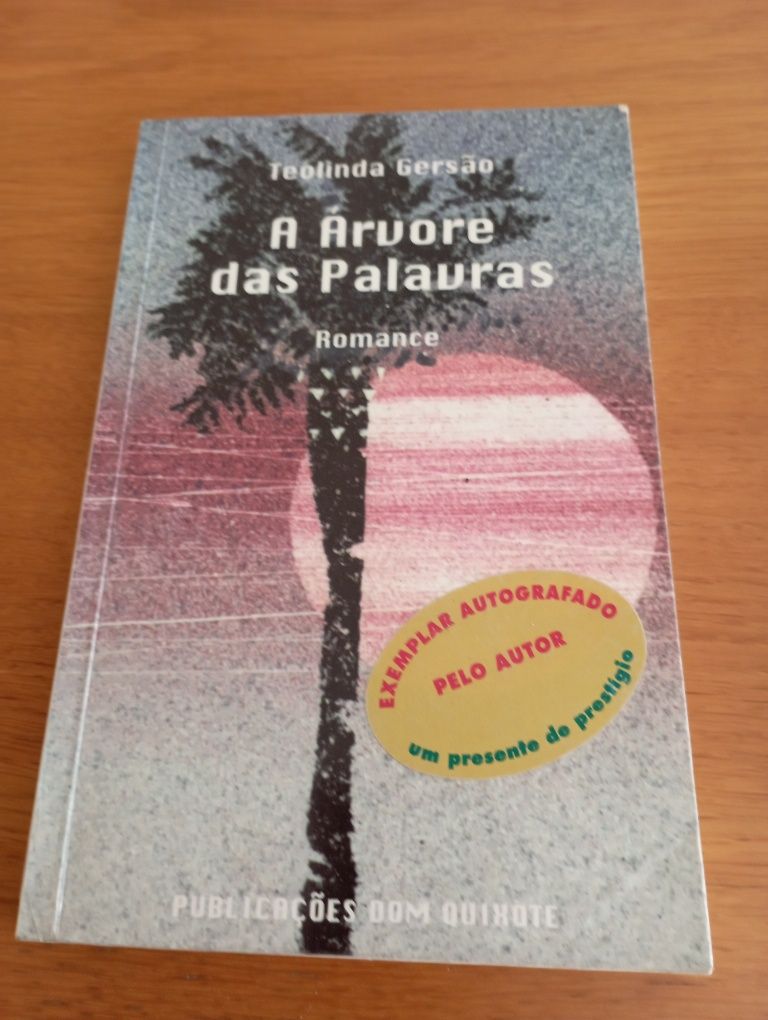 Teolinda Gersão
A Árvore
das Palavras
Romance
EXEMPLAR AUTOGRAFADO
PELO AUTOR
um presente de prestígio
PUBLICAÇÕES DOM QUIXOTE